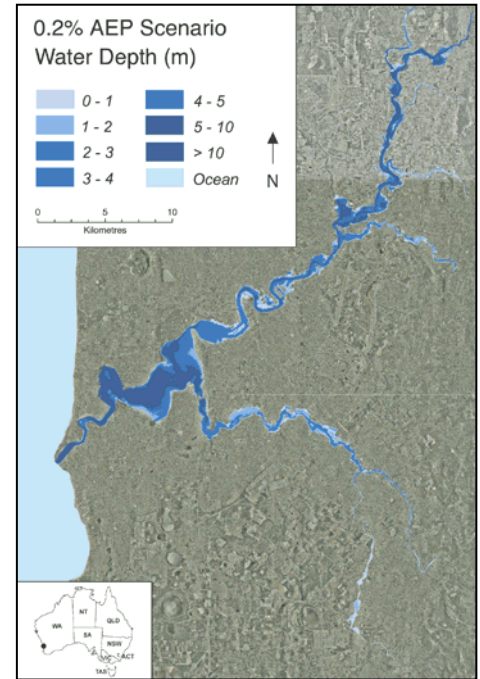 0.2% AEP Scenario
Water Depth (m)
0 - 1
1 - 2
2 - 3
3 - 4
4 - 5
5 - 10
> 10
Ocean
N
0 5 10
Kilometres
WA
NT
SA
QLD
NSW
ACT
TAS